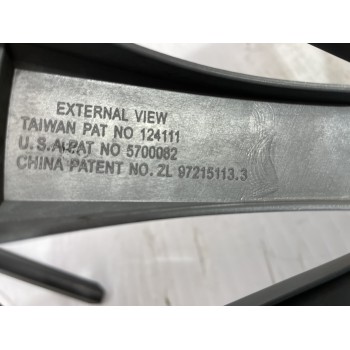 EXTERNAL VIEW
TAIWAN PAT NO 124111
U.S.A. PAT NO 5700082
CHINA PATENT NO. ZL 97215113.3